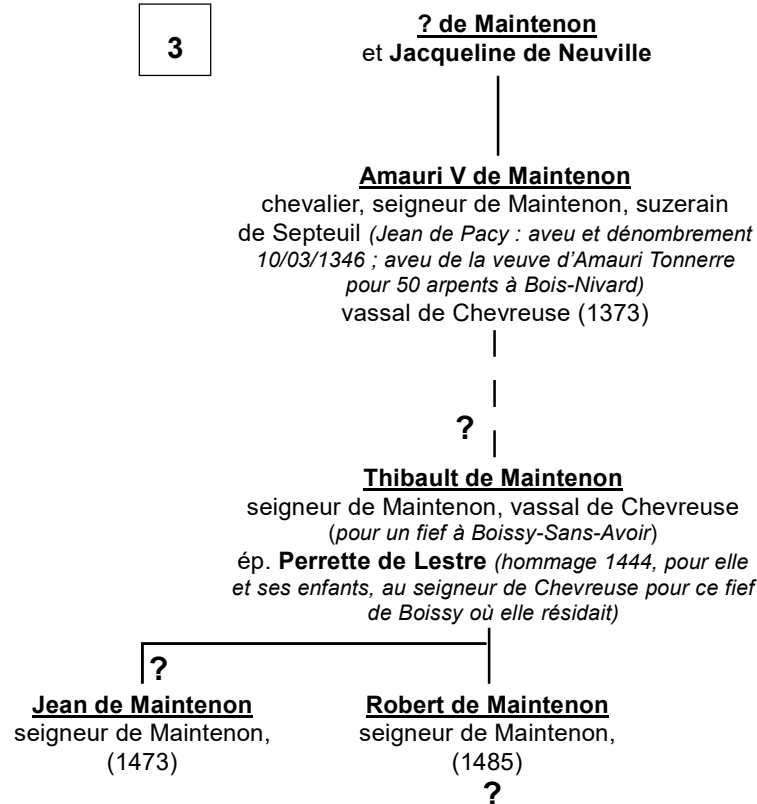 3
? de Maintenon
et Jacqueline de Neuville
Amauri V de Maintenon
chevalier, seigneur de Maintenon, suzerain
de Septeuil (Jean de Pacy : aveu et dénombrement
10/03/1346 ; aveu de la veuve d’Amauri Tonnerre
pour 50 arpents à Bois-Nivard)
vassal de Chevreuse (1373)
?
Thibault de Maintenon
seigneur de Maintenon, vassal de Chevreuse
(pour un fief à Boissy-Sans-Avoir)
ép. Perrette de Lestre (hommage 1444, pour elle
et ses enfants, au seigneur de Chevreuse pour ce fief
de Boissy où elle résidait)
?
Jean de Maintenon
seigneur de Maintenon,
(1473)
Robert de Maintenon
seigneur de Maintenon,
(1485)
?